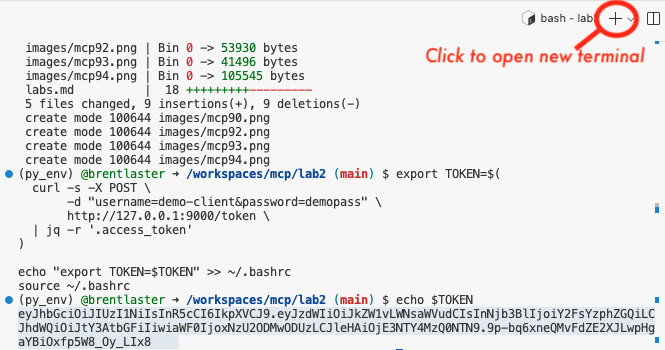 bash - lab2
Click to open new terminal
images/mcp92.png | Bin 0 -> 53930 bytes
images/mcp93.png | Bin 0 -> 41496 bytes
images/mcp94.png | Bin 0 -> 105545 bytes
labs.md | 18 +++++++++---------
5 files changed, 9 insertions(+), 9 deletions(-)
create mode 100644 images/mcp90.png
create mode 100644 images/mcp92.png
create mode 100644 images/mcp93.png
create mode 100644 images/mcp94.png
(py_env) @brentlaster ➜ /workspaces/mcp/lab2 (main) $ export TOKEN=$(
curl -s -X POST \
-d "username=demo-client&password=demopass" \
http://127.0.0.1:9000/token \
| jq -r '.access_token'
)
echo "export TOKEN=$TOKEN" >> ~/.bashrc
source ~/.bashrc
(py_env) @brentlaster ➜ /workspaces/mcp/lab2 (main) $ echo $TOKEN
eyJhbGciOiJIUzI1NiIsInR5cCI6IkpXVCJ9.eyJzdWIiOiJkZW1vLWNsaWVudCIsInNjb3BlIjoiY2FsYzphZGQiLC
JhdWQiOiJtY3AtbGFiIiwiaWF0IjoxNzU2ODMwODUzLCJleHAiOjE3NTY4MzQ0NTN9.9p-bq6xneQMvFdZE2XJLwpHg
aYBiOxfp5W8_Oy_LIx8